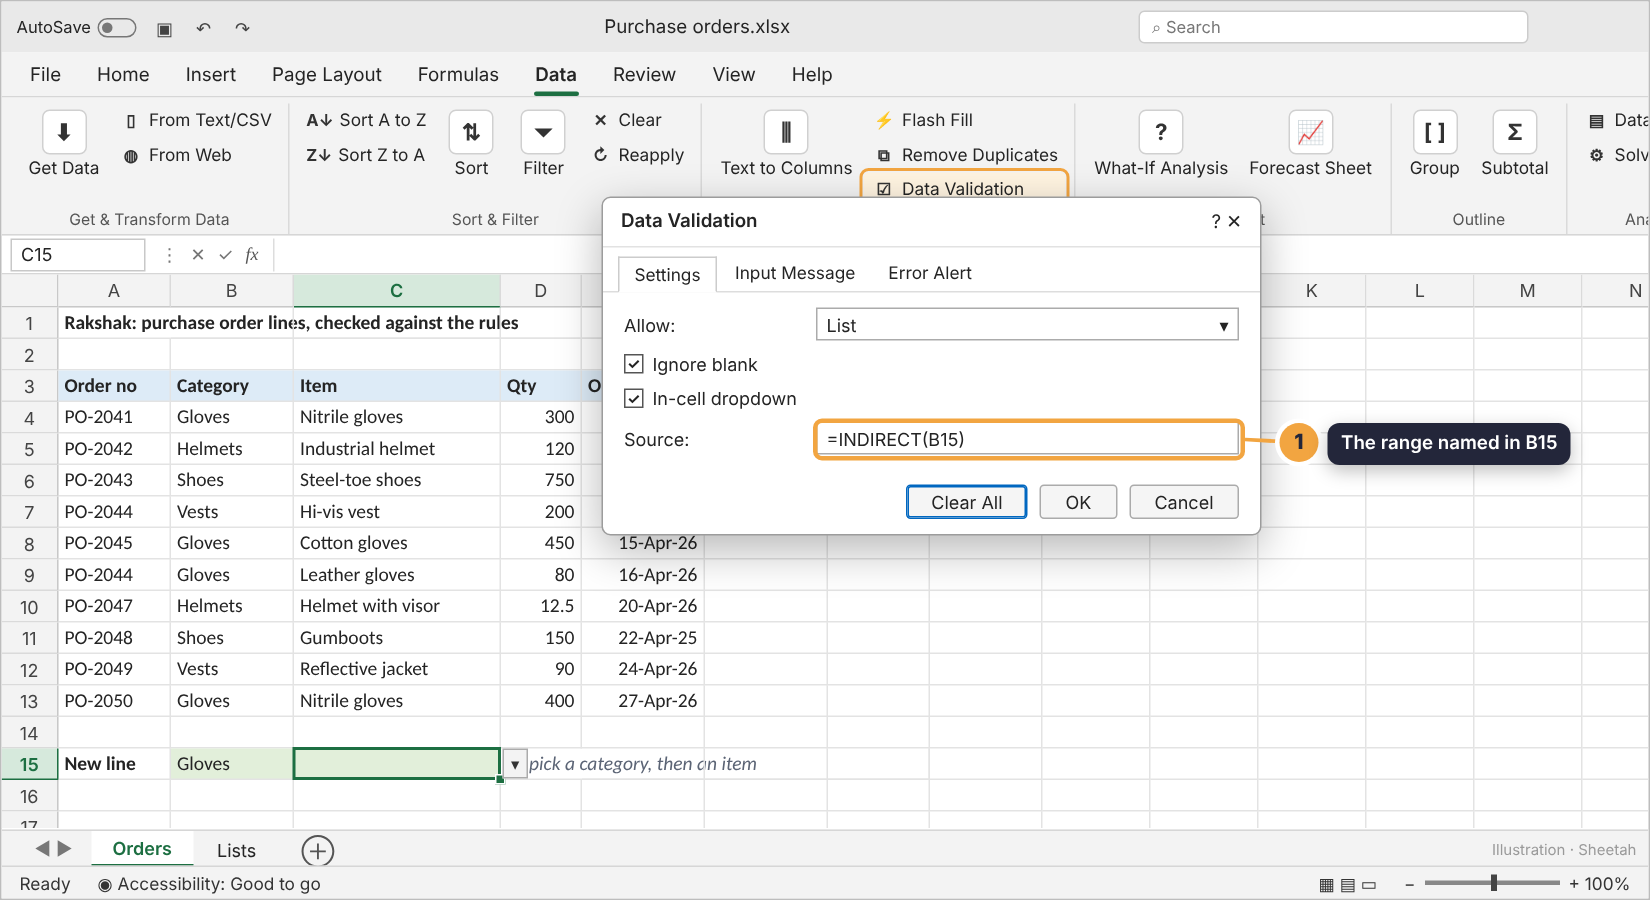 AutoSave
Purchase orders.xlsx
Search
File Home Insert Page Layout Formulas Data Review View Help
Get Data
From Text/CSV
From Web
Get & Transform Data
Sort A to Z
Sort Z to A
Sort
Filter
Clear
Reapply
Sort & Filter
Text to Columns
Flash Fill
Remove Duplicates
Data Validation
What-If Analysis
Forecast Sheet
Group
Subtotal
Outline
C15
fx
A B C D K L M N
1 Rakshak: purchase order lines, checked against the rules
2
3 Order no Category Item Qty O
4 PO-2041 Gloves Nitrile gloves 300
5 PO-2042 Helmets Industrial helmet 120
6 PO-2043 Shoes Steel-toe shoes 750
7 PO-2044 Vests Hi-vis vest 200
8 PO-2045 Gloves Cotton gloves 450 15-Apr-26
9 PO-2044 Gloves Leather gloves 80 16-Apr-26
10 PO-2047 Helmets Helmet with visor 12.5 20-Apr-26
11 PO-2048 Shoes Gumboots 150 22-Apr-25
12 PO-2049 Vests Reflective jacket 90 24-Apr-26
13 PO-2050 Gloves Nitrile gloves 400 27-Apr-26
14
15 New line Gloves pick a category, then an item
16
17
Data Validation ?
Settings Input Message Error Alert
Allow: List
Ignore blank
In-cell dropdown
Source: =INDIRECT(B15)
Clear All OK Cancel
1 The range named in B15
Orders Lists
Illustration · Sheetah
Ready Accessibility: Good to go
− + 100%